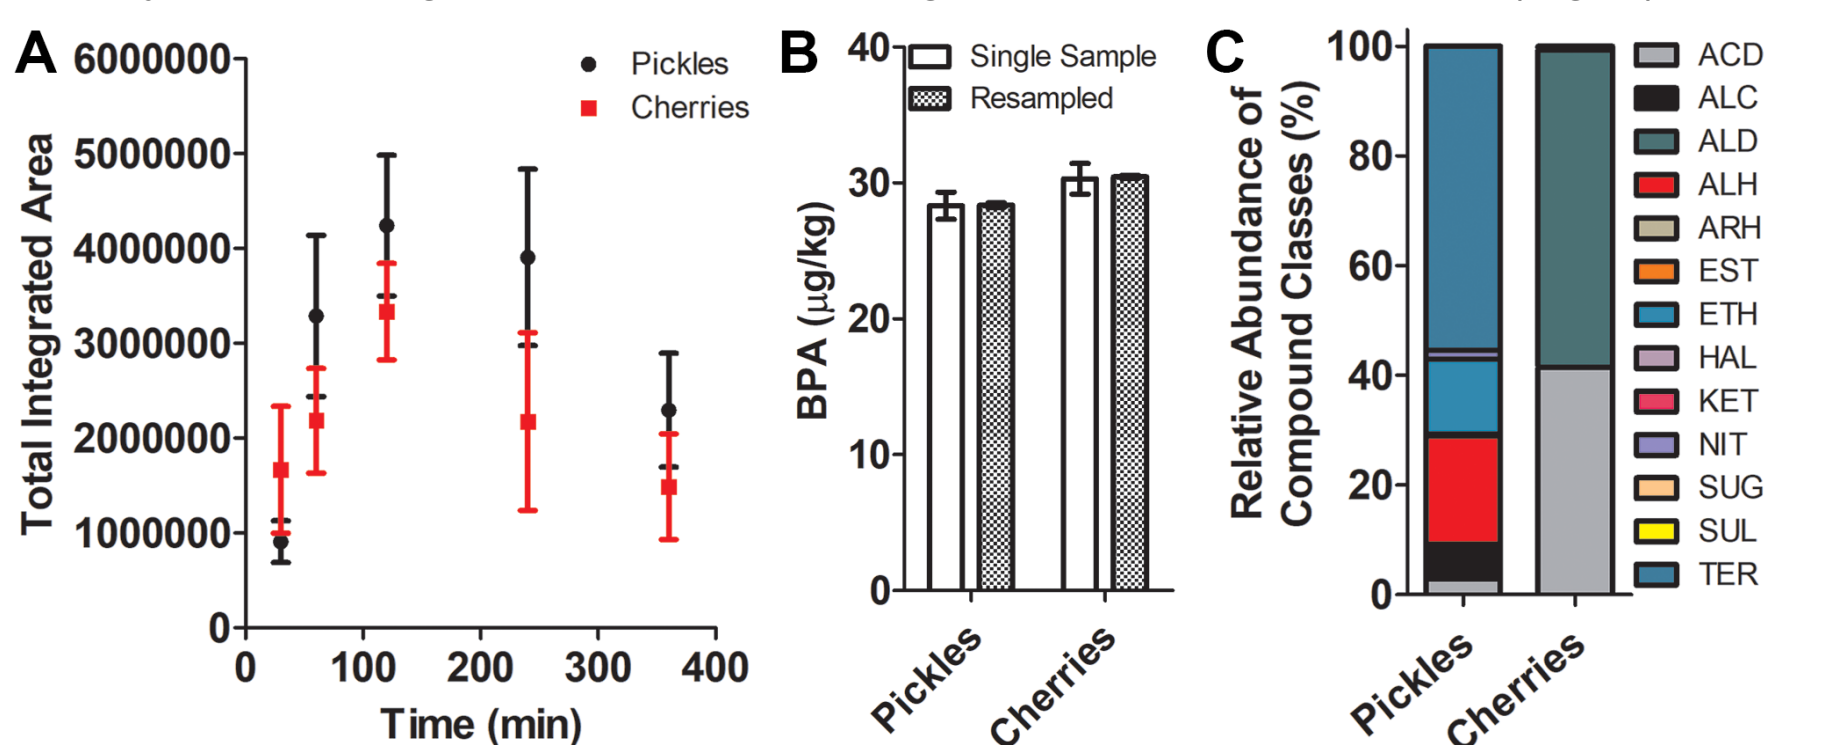 A
Total Integrated Area
6000000
5000000
4000000
3000000
2000000
1000000
0
0 100 200 300 400
Time (min)
Pickles
Cherries
B
BPA (μg/kg)
40
30
20
10
0
Single Sample
Resampled
Pickles
Cherries
C
Relative Abundance of
Compound Classes (%)
100
80
60
40
20
0
Pickles
Cherries
ACD
ALC
ALD
ALH
ARH
EST
ETH
HAL
KET
NIT
SUG
SUL
TER